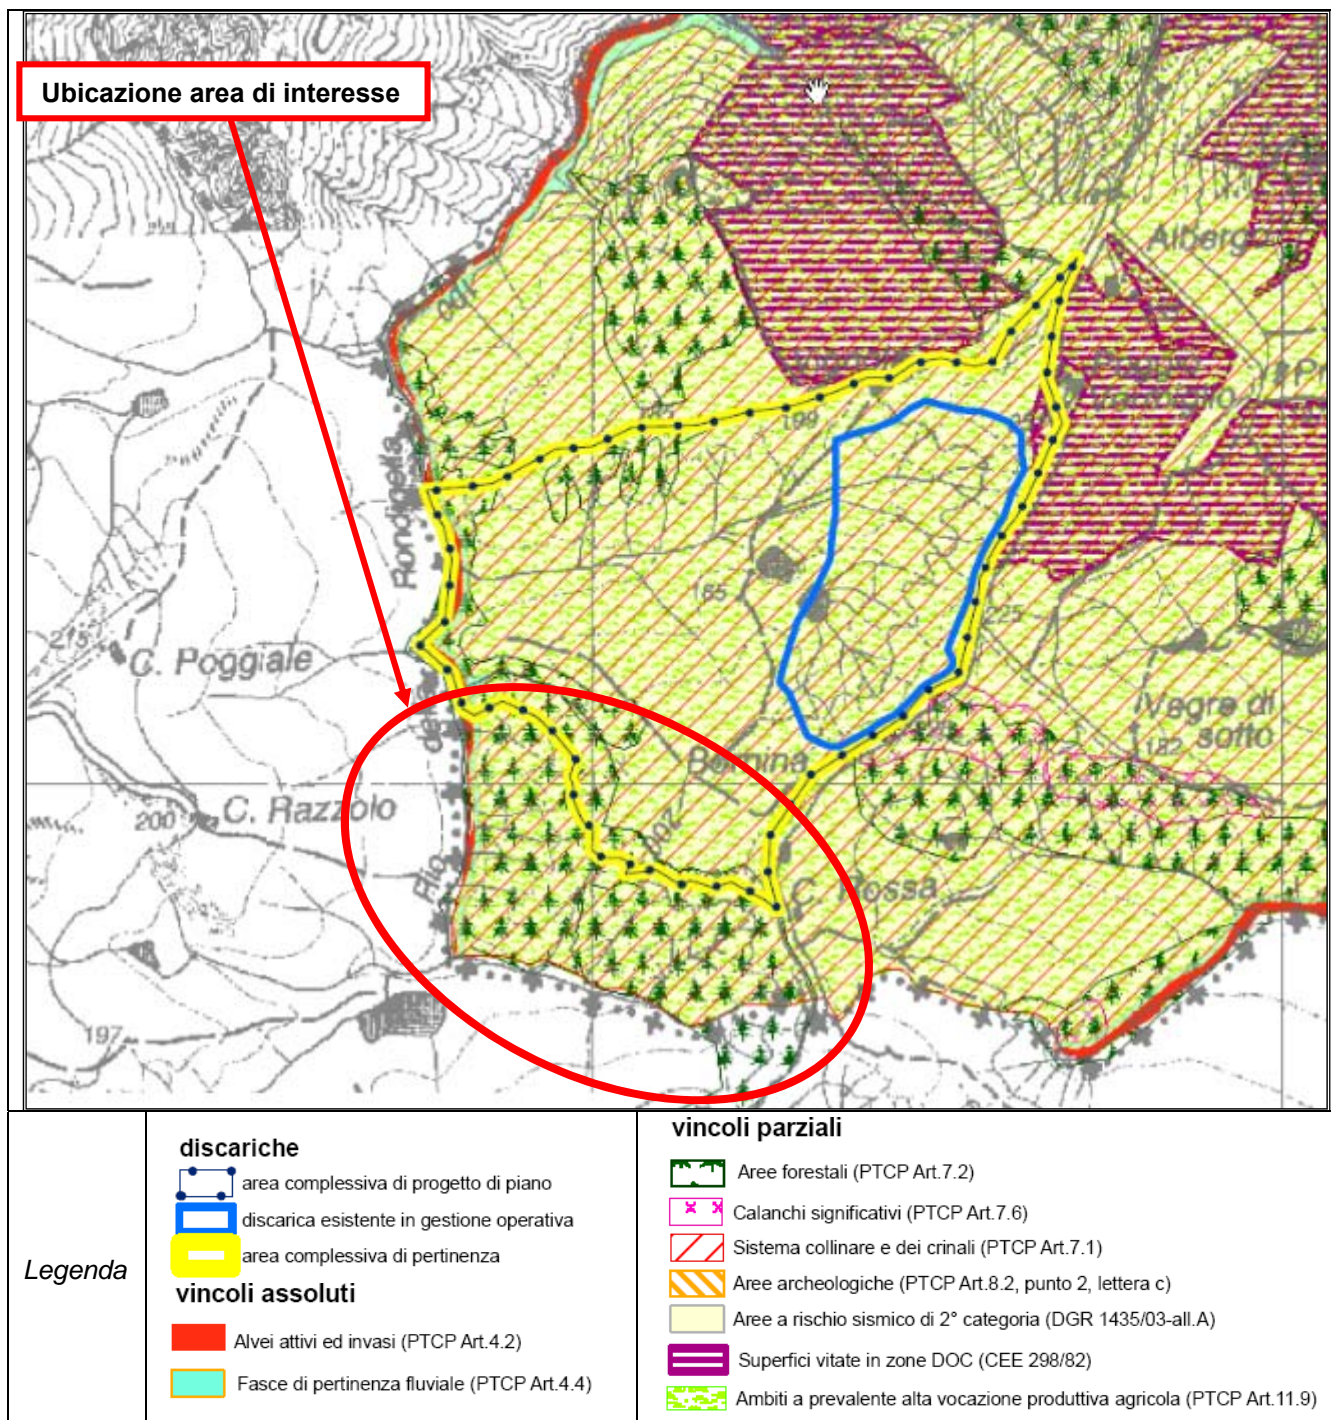 Ubicazione area di interesse
Rondigella
199
185
225
C. Poggiale
275
Negre di
sotto
182
Bernina
della
C. Razzolo
200
Rio
200
C. Rossa
197
Legenda
discariche
area complessiva di progetto di piano
discarica esistente in gestione operativa
area complessiva di pertinenza
vincoli assoluti
Alvei attivi ed invasi (PTCP Art.4.2)
Fasce di pertinenza fluviale (PTCP Art.4.4)
vincoli parziali
Aree forestali (PTCP Art.7.2)
Calanchi significativi (PTCP Art.7.6)
Sistema collinare e dei crinali (PTCP Art.7.1)
Aree archeologiche (PTCP Art.8.2, punto 2, lettera c)
Aree a rischio sismico di 2° categoria (DGR 1435/03-all.A)
Superfici vitate in zone DOC (CEE 298/82)
Ambiti a prevalente alta vocazione produttiva agricola (PTCP Art.11.9)